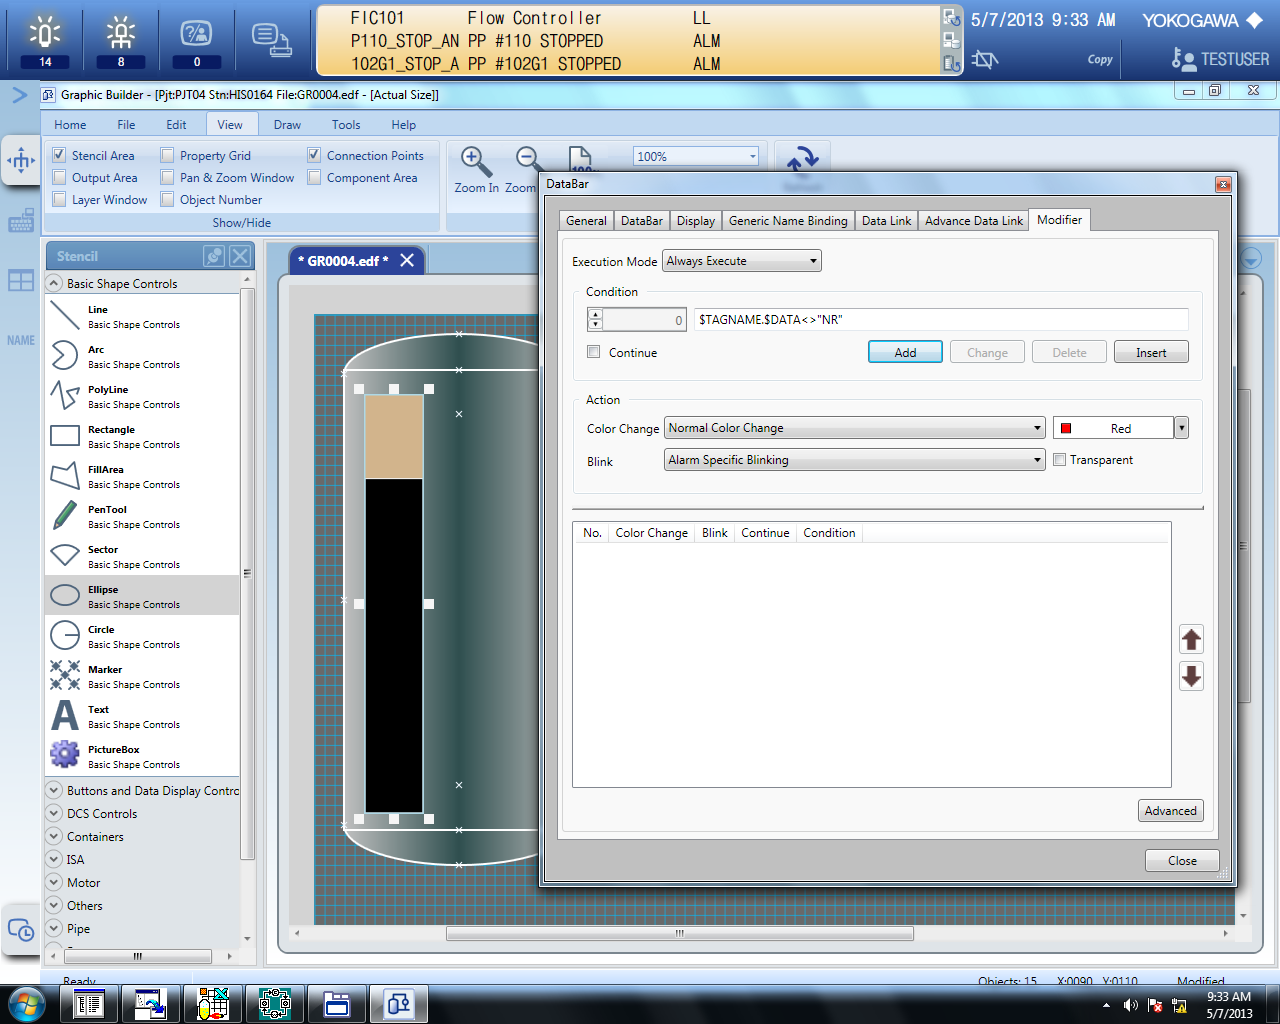 FIC101 Flow Controller LL
P110_STOP_AN PP #110 STOPPED ALM
102G1_STOP_A PP #102G1 STOPPED ALM
14
8
0
5/7/2013 9:33 AM
YOKOGAWA
Copy
TESTUSER
Graphic Builder - [Pjt:PJT04 Stn:HIS0164 File:GR0004.edf - [Actual Size]]
Home File Edit View Draw Tools Help
Stencil Area Property Grid Connection Points
Output Area Pan & Zoom Window Component Area
Layer Window Object Number
Show/Hide
Zoom In Zoom
100%
NAME
Stencil
Basic Shape Controls
Line
Basic Shape Controls
Arc
Basic Shape Controls
PolyLine
Basic Shape Controls
Rectangle
Basic Shape Controls
FillArea
Basic Shape Controls
PenTool
Basic Shape Controls
Sector
Basic Shape Controls
Ellipse
Basic Shape Controls
Circle
Basic Shape Controls
Marker
Basic Shape Controls
Text
Basic Shape Controls
PictureBox
Basic Shape Controls
Buttons and Data Display Contro
DCS Controls
Containers
ISA
Motor
Others
Pipe
* GR0004.edf *
DataBar
General DataBar Display Generic Name Binding Data Link Advance Data Link Modifier
Execution Mode Always Execute
Condition
0 $TAGNAME.$DATA<>"NR"
Continue Add Change Delete Insert
Action
Color Change Normal Color Change Red
Blink Alarm Specific Blinking Transparent
No. Color Change Blink Continue Condition
Advanced
Close
Ready
Objects: 15 X:0090 Y:0110 Modified
9:33 AM
5/7/2013